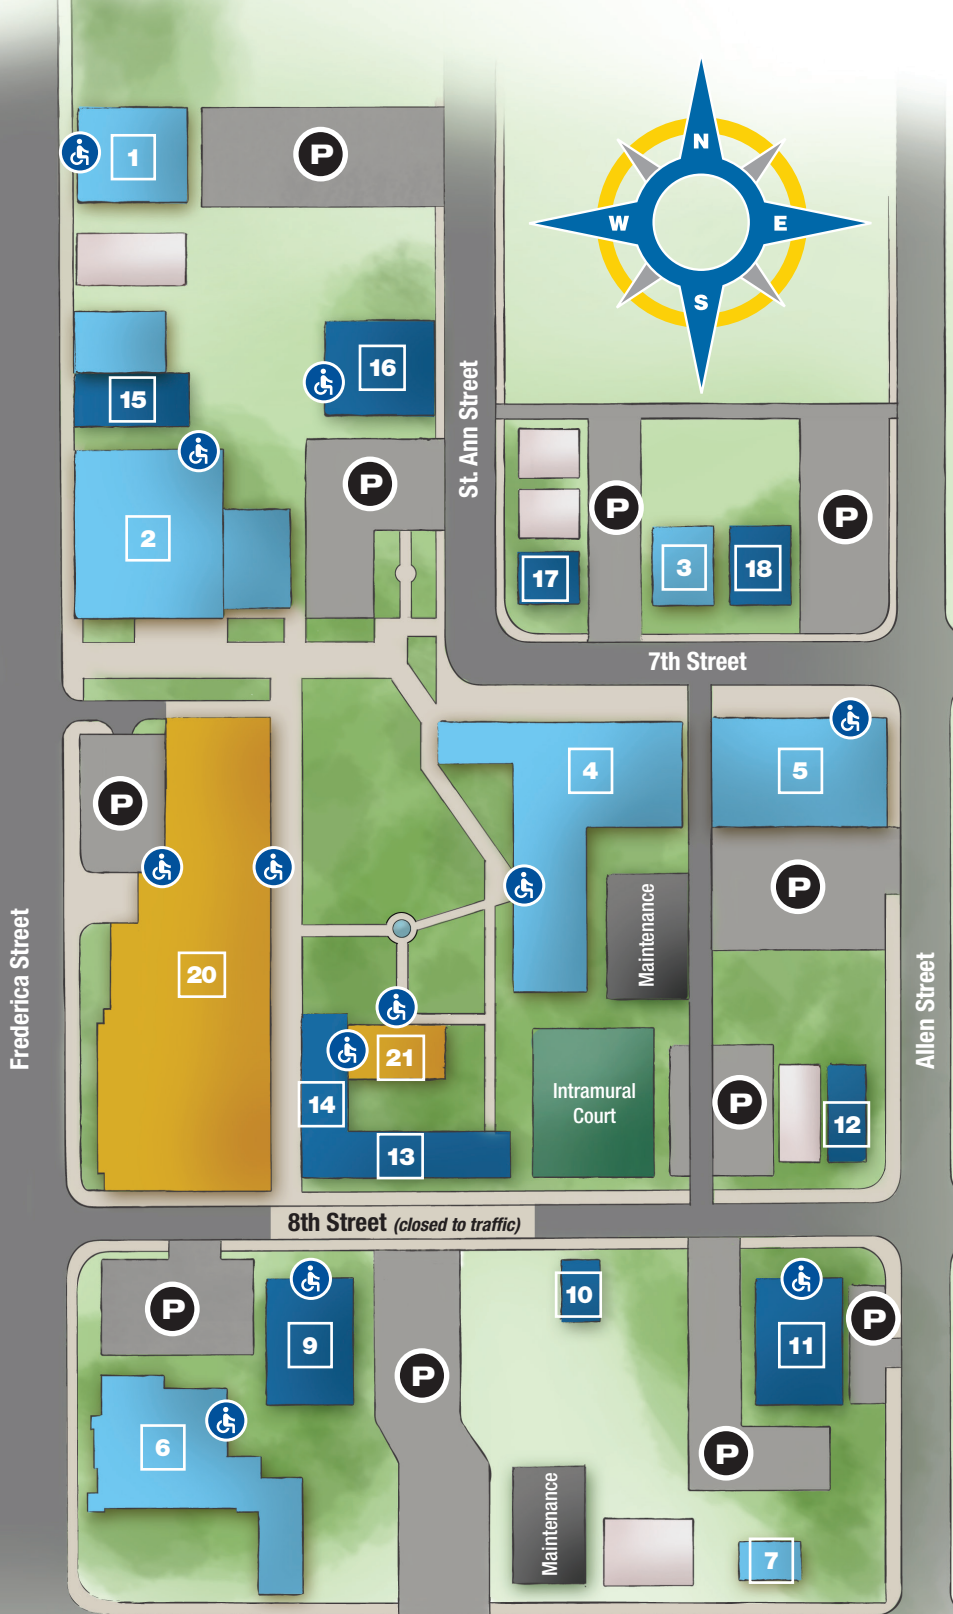 1
P
N
W
E
S
15
16
St. Ann Street
2
P
P
P
17
3
18
7th Street
4
5
P
P
Maintenance
20
Frederica Street
Allen Street
21
14
Intramural
Court
P
12
13
8th Street (closed to traffic)
P
9
10
11
P
P
6
P
Maintenance
7